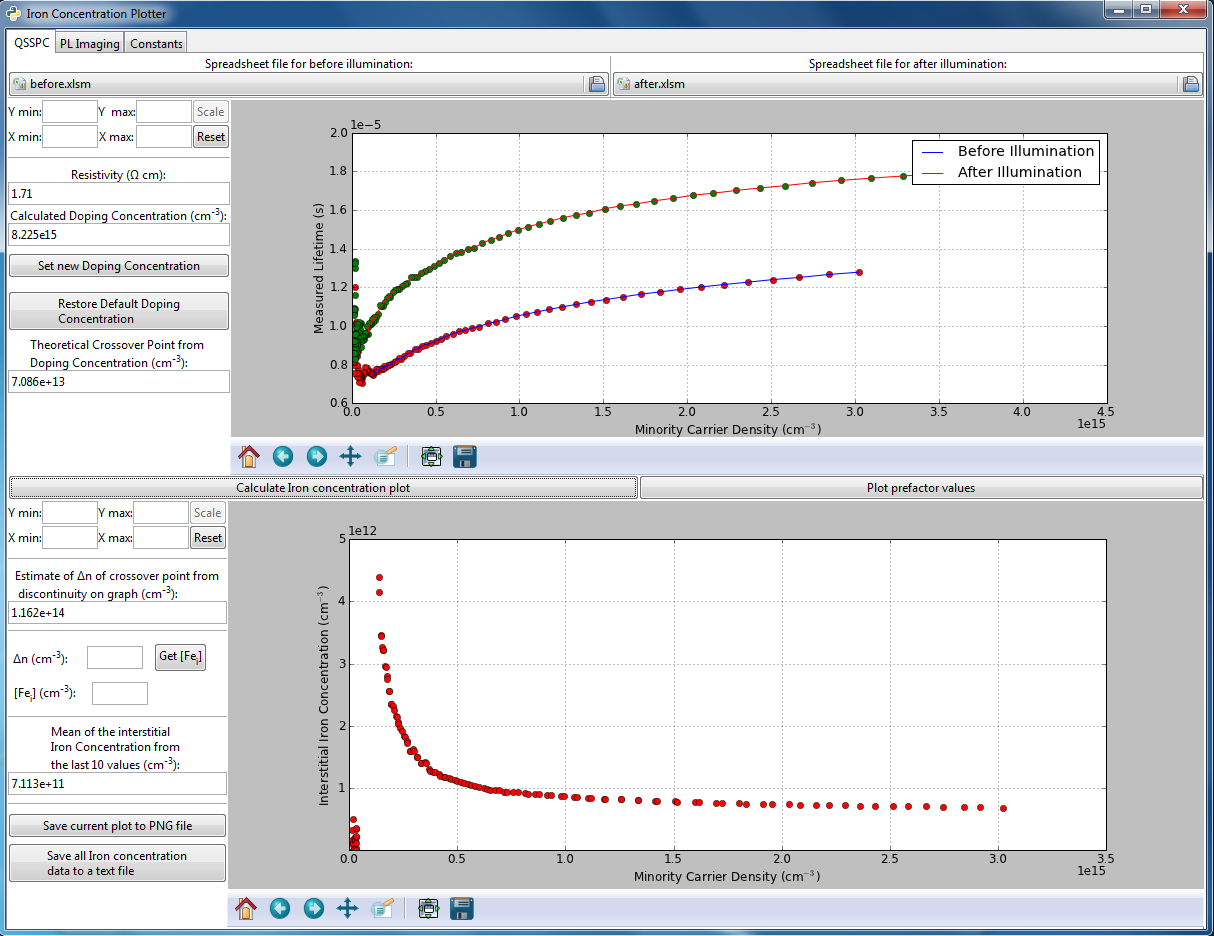 Iron Concentration Plotter
QSSPC PL Imaging Constants
Spreadsheet file for before illumination:
Spreadsheet file for after illumination:
before.xlsm
after.xlsm
Y min: Y max: Scale
X min: X max: Reset
Resistivity (Ω cm):
1.71
Calculated Doping Concentration (cm⁻³):
8.225e15
Set new Doping Concentration
Restore Default Doping
Concentration
Theoretical Crossover Point from
Doping Concentration (cm⁻³):
7.086e+13
1e−5
2.0
1.8
1.6
1.4
1.2
1.0
0.8
0.6
Measured Lifetime (s)
Before Illumination
After Illumination
0.0 0.5 1.0 1.5 2.0 2.5 3.0 3.5 4.0 4.5
1e15
Minority Carrier Density (cm⁻³)
Calculate Iron concentration plot
Plot prefactor values
Y min: Y max: Scale
X min: X max: Reset
Estimate of Δn of crossover point from
discontinuity on graph (cm⁻³):
1.162e+14
Δn (cm⁻³): Get [Feᵢ]
[Feᵢ] (cm⁻³):
Mean of the interstitial
Iron Concentration from
the last 10 values (cm⁻³):
7.113e+11
Save current plot to PNG file
Save all Iron concentration
data to a text file
1e12
5
4
3
2
1
Interstitial Iron Concentration (cm⁻³)
0.0 0.5 1.0 1.5 2.0 2.5 3.0 3.5
1e15
Minority Carrier Density (cm⁻³)